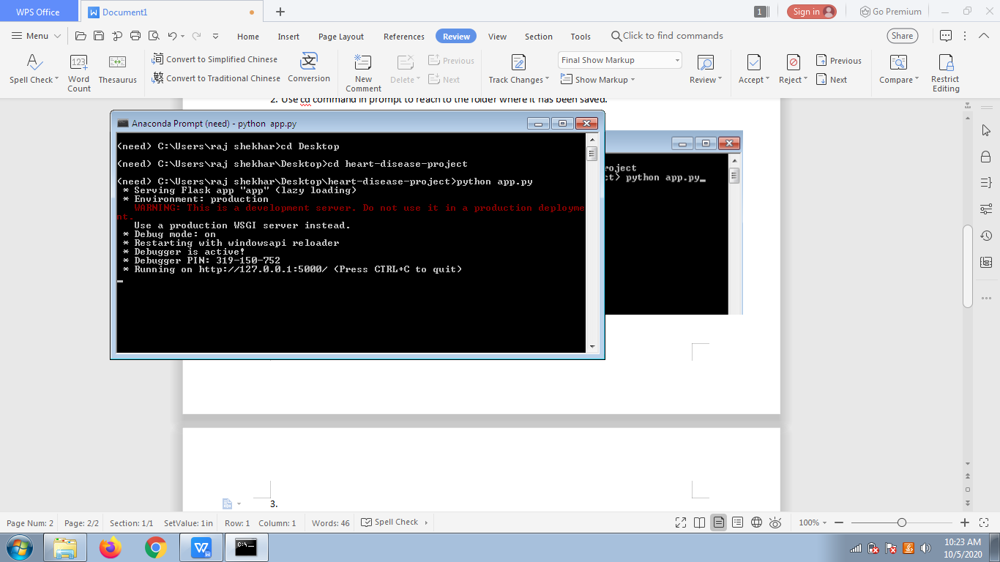 WPS Office
Document1
1
Sign in
Go Premium
Menu
Home
Insert
Page Layout
References
Review
View
Section
Tools
Click to find commands
Share
Spell Check
123
Word
Count
Thesaurus
Convert to Simplified Chinese
Convert to Traditional Chinese
文
Conversion
New
Comment
Delete
Previous
Next
Track Changes
Final Show Markup
Show Markup
Review
Accept
Reject
Previous
Next
Compare
Restrict
Editing
2. Use cd command in prompt to reach to the folder where it has been saved.
Anaconda Prompt (need) - python app.py
(need) C:\Users\raj shekhar>cd Desktop
(need) C:\Users\raj shekhar\Desktop>cd heart-disease-project
(need) C:\Users\raj shekhar\Desktop\heart-disease-project>python app.py
* Serving Flask app "app" (lazy loading)
* Environment: production
WARNING: This is a development server. Do not use it in a production deployme
nt.
Use a production WSGI server instead.
* Debug mode: on
* Restarting with windowsapi reloader
* Debugger is active!
* Debugger PIN: 319-150-752
* Running on http://127.0.0.1:5000/ (Press CTRL+C to quit)
roject
ct> python app.py_
3.
Page Num: 2
Page: 2/2
Section: 1/1
SetValue: 1in
Row: 1
Column: 1
Words: 46
Spell Check
100%
C:\
10:23 AM
10/5/2020